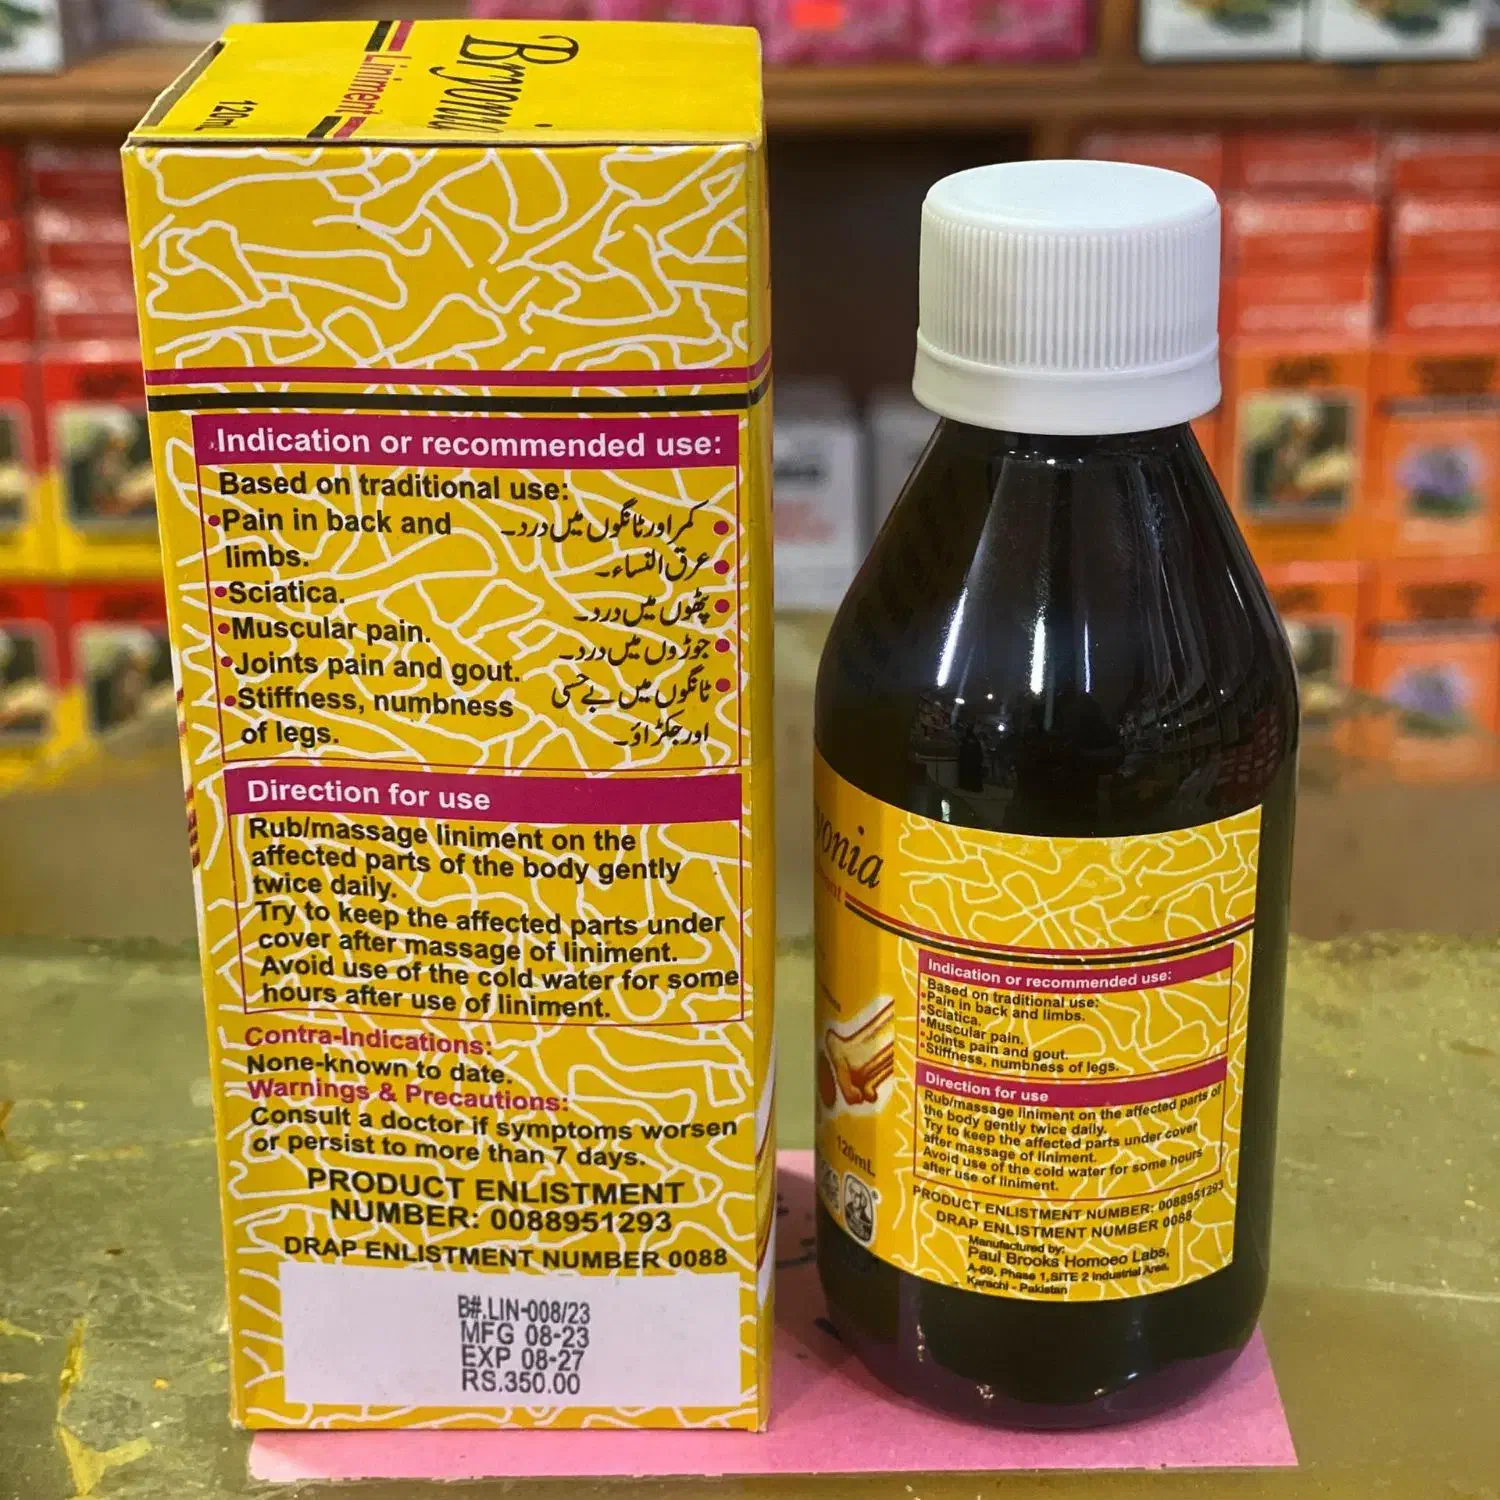 Bryonia
Liniment
120mL
Indication or recommended use:
Based on traditional use:
•Pain in back and
limbs.
•Sciatica.
•Muscular pain.
•Joints pain and gout.
•Stiffness, numbness
of legs.
• کمر اور ٹانگوں میں درد۔
• عرق النساء۔
• پٹھوں میں درد۔
• جوڑوں میں درد۔
• ٹانگوں میں بے حسی
اور جکڑاؤ۔
Direction for use
Rub/massage liniment on the
affected parts of the body gently
twice daily.
Try to keep the affected parts under
cover after massage of liniment.
Avoid use of the cold water for some
hours after use of liniment.
Contra-Indications:
None-known to date.
Warnings & Precautions:
Consult a doctor if symptoms worsen
or persist to more than 7 days.
PRODUCT ENLISTMENT
NUMBER: 0088951293
DRAP ENLISTMENT NUMBER 0088
B#.LIN-008/23
MFG 08-23
EXP 08-27
RS.350.00
yonia
120mL
Indication or recommended use:
Based on traditional use:
•Pain in back and limbs.
•Sciatica.
•Muscular pain.
•Joints pain and gout.
•Stiffness, numbness of legs.
Direction for use
Rub/massage liniment on the affected parts of
the body gently twice daily.
Try to keep the affected parts under cover
after massage of liniment.
Avoid use of the cold water for some hours
after use of liniment.
PRODUCT ENLISTMENT NUMBER: 0088951293
DRAP ENLISTMENT NUMBER 0088
Manufactured by:
Paul Brooks Homoeo Labs,
A-69, Phase 1,SITE 2 Industrial Area,
Karachi - Pakistan